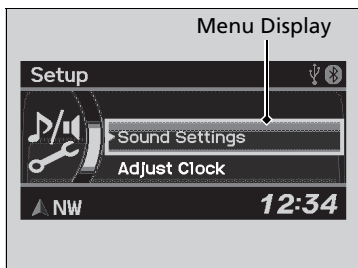 Menu Display
Setup
Sound Settings
Adjust Clock
NW
12:34